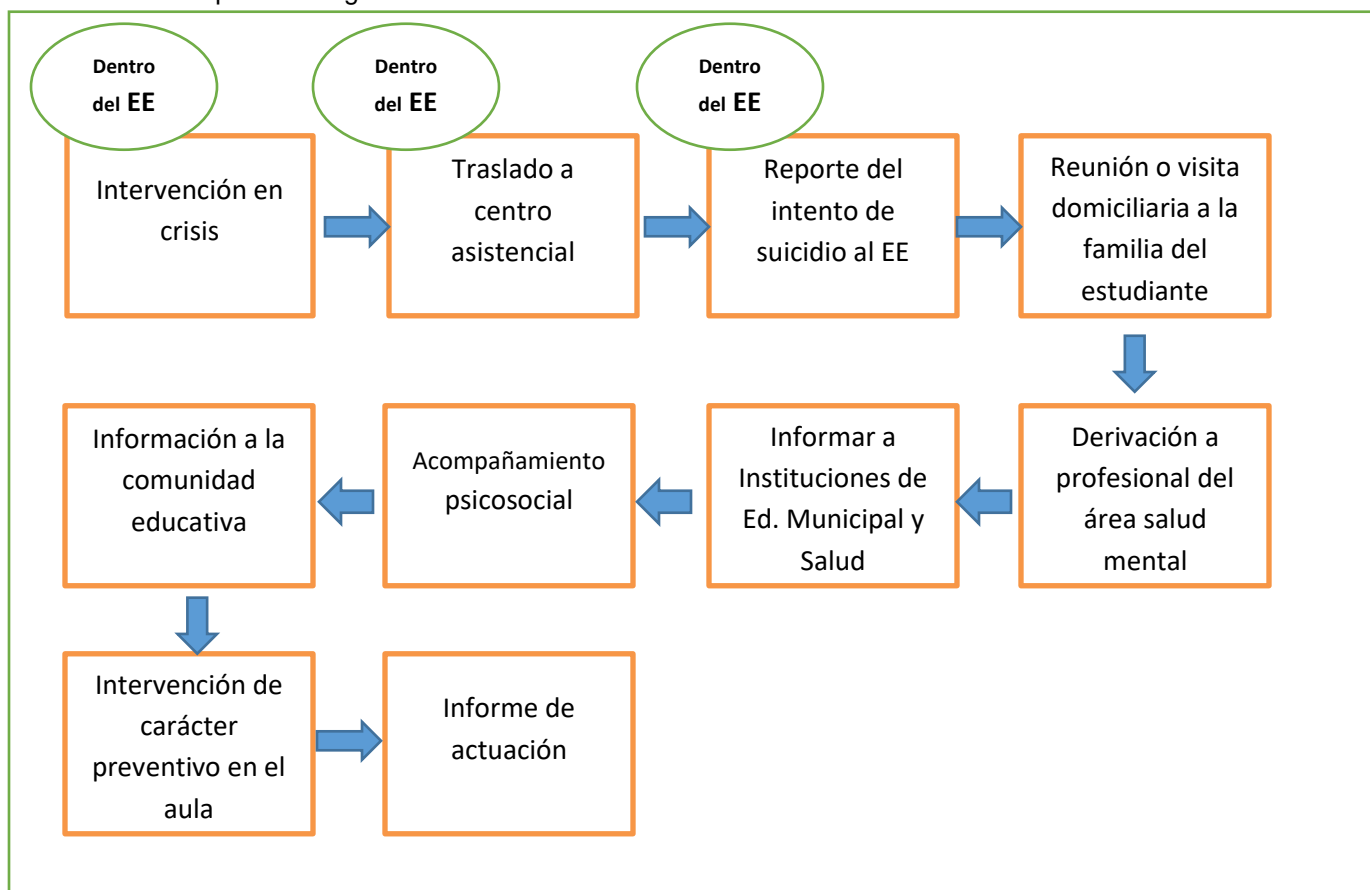 Dentro
del EE
Dentro
del EE
Dentro
del EE
Intervención en
crisis
Traslado a
centro
asistencial
Reporte del
intento de
suicidio al EE
Reunión o visita
domiciliaria a la
familia del
estudiante
Información a la
comunidad
educativa
Acompañamiento
psicosocial
Informar a
Instituciones de
Ed. Municipal y
Salud
Derivación a
profesional del
área salud
mental
Intervención de
carácter
preventivo en el
aula
Informe de
actuación